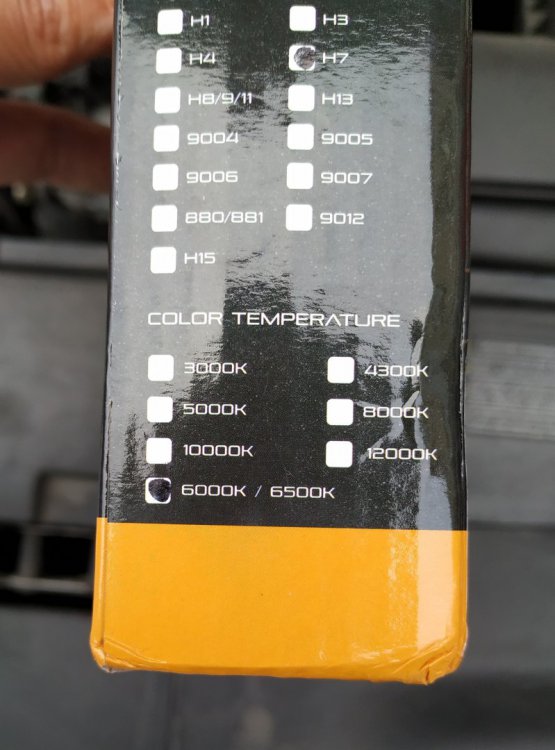 H1 H3
H4 H7
H8/9/11 H13
9004 9005
9006 9007
880/881 9012
H15
COLOR TEMPERATURE
3000K 4300K
5000K 8000K
10000K 12000K
6000K / 6500K